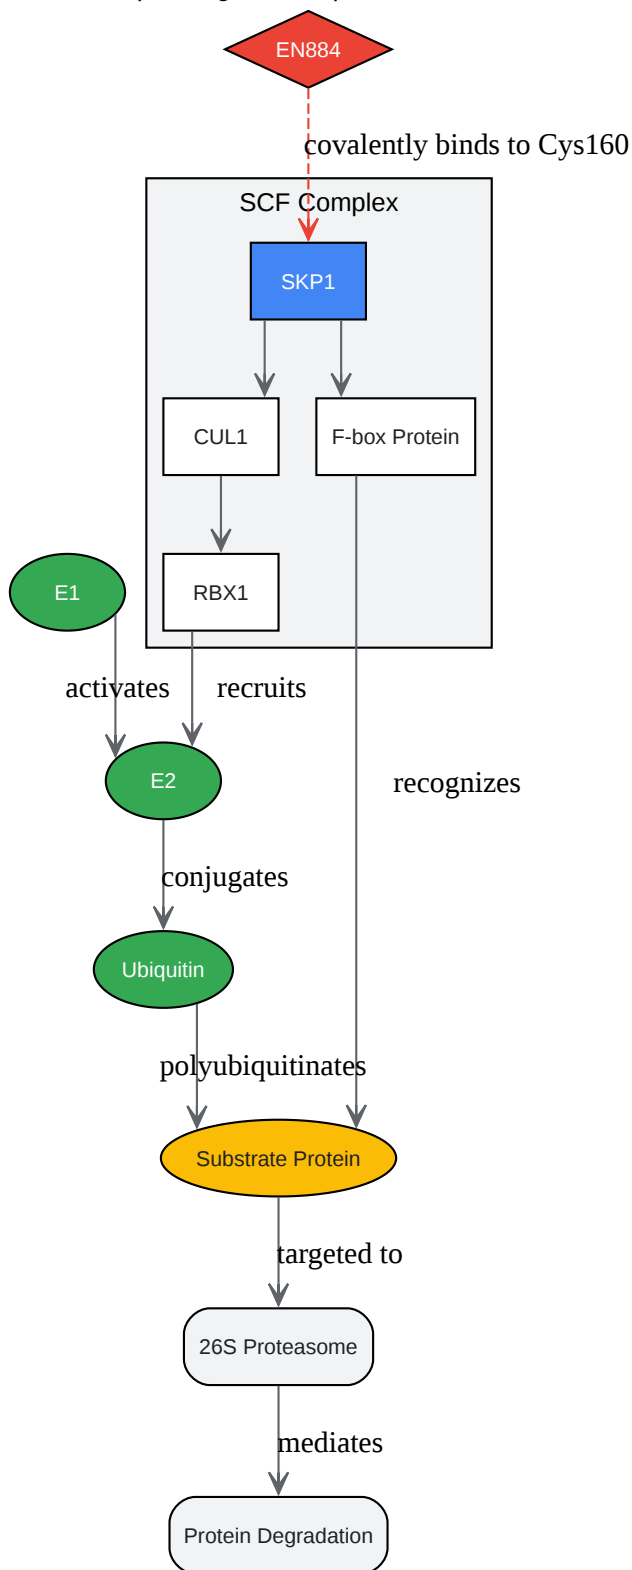 EN884
covalently binds to Cys160
SCF Complex
SKP1
CUL1
F-box Protein
E1
RBX1
activates
recruits
E2
recognizes
conjugates
Ubiquitin
polyubiquitinates
Substrate Protein
targeted to
26S Proteasome
mediates
Protein Degradation